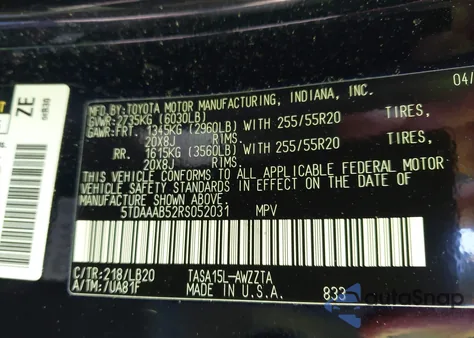 MFD.BY:TOYOTA MOTOR MANUFACTURING, INDIANA, INC. 04/
GVWR:2735KG (6030LB)
GAWR:FRT. 1345KG (2960LB) WITH 255/55R20 TIRES,
20X8J RIMS,
RR. 1615KG (3560LB) WITH 255/55R20 TIRES,
20X8J RIMS,
THIS VEHICLE CONFORMS TO ALL APPLICABLE FEDERAL MOTOR
VEHICLE SAFETY STANDARDS IN EFFECT ON THE DATE OF
MANUFACTURE SHOWN ABOVE.
5TDAAAB52RS052031 MPV
C/TR:218/LB20 TASA15L-AWZZTA
A/TM:/UA81F MADE IN U.S.A. 833
ZE
AutoSnap